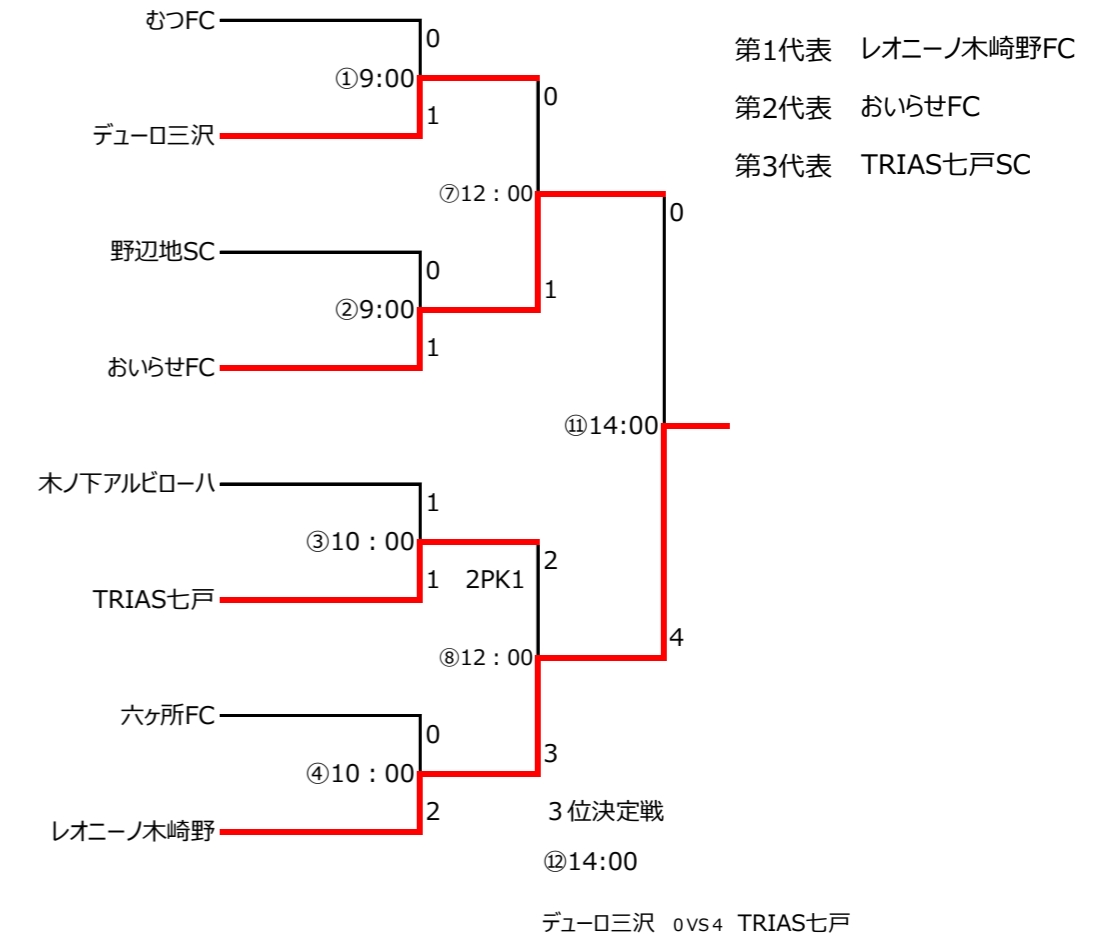 むつFC
0
第1代表 レオニーノ木崎野FC
①9:00
0
第2代表 おいらせFC
1
デューロ三沢
第3代表 TRIAS七戸SC
⑦12：00
0
野辺地SC
0
1
②9:00
1
おいらせFC
⑪14:00
木ノ下アルビローハ
1
③10：00
2
1 2PK1
TRIAS七戸
4
⑧12：00
六ヶ所FC
0
3
④10：00
2
３位決定戦
レオニーノ木崎野
⑫14:00
デューロ三沢 0VS4 TRIAS七戸